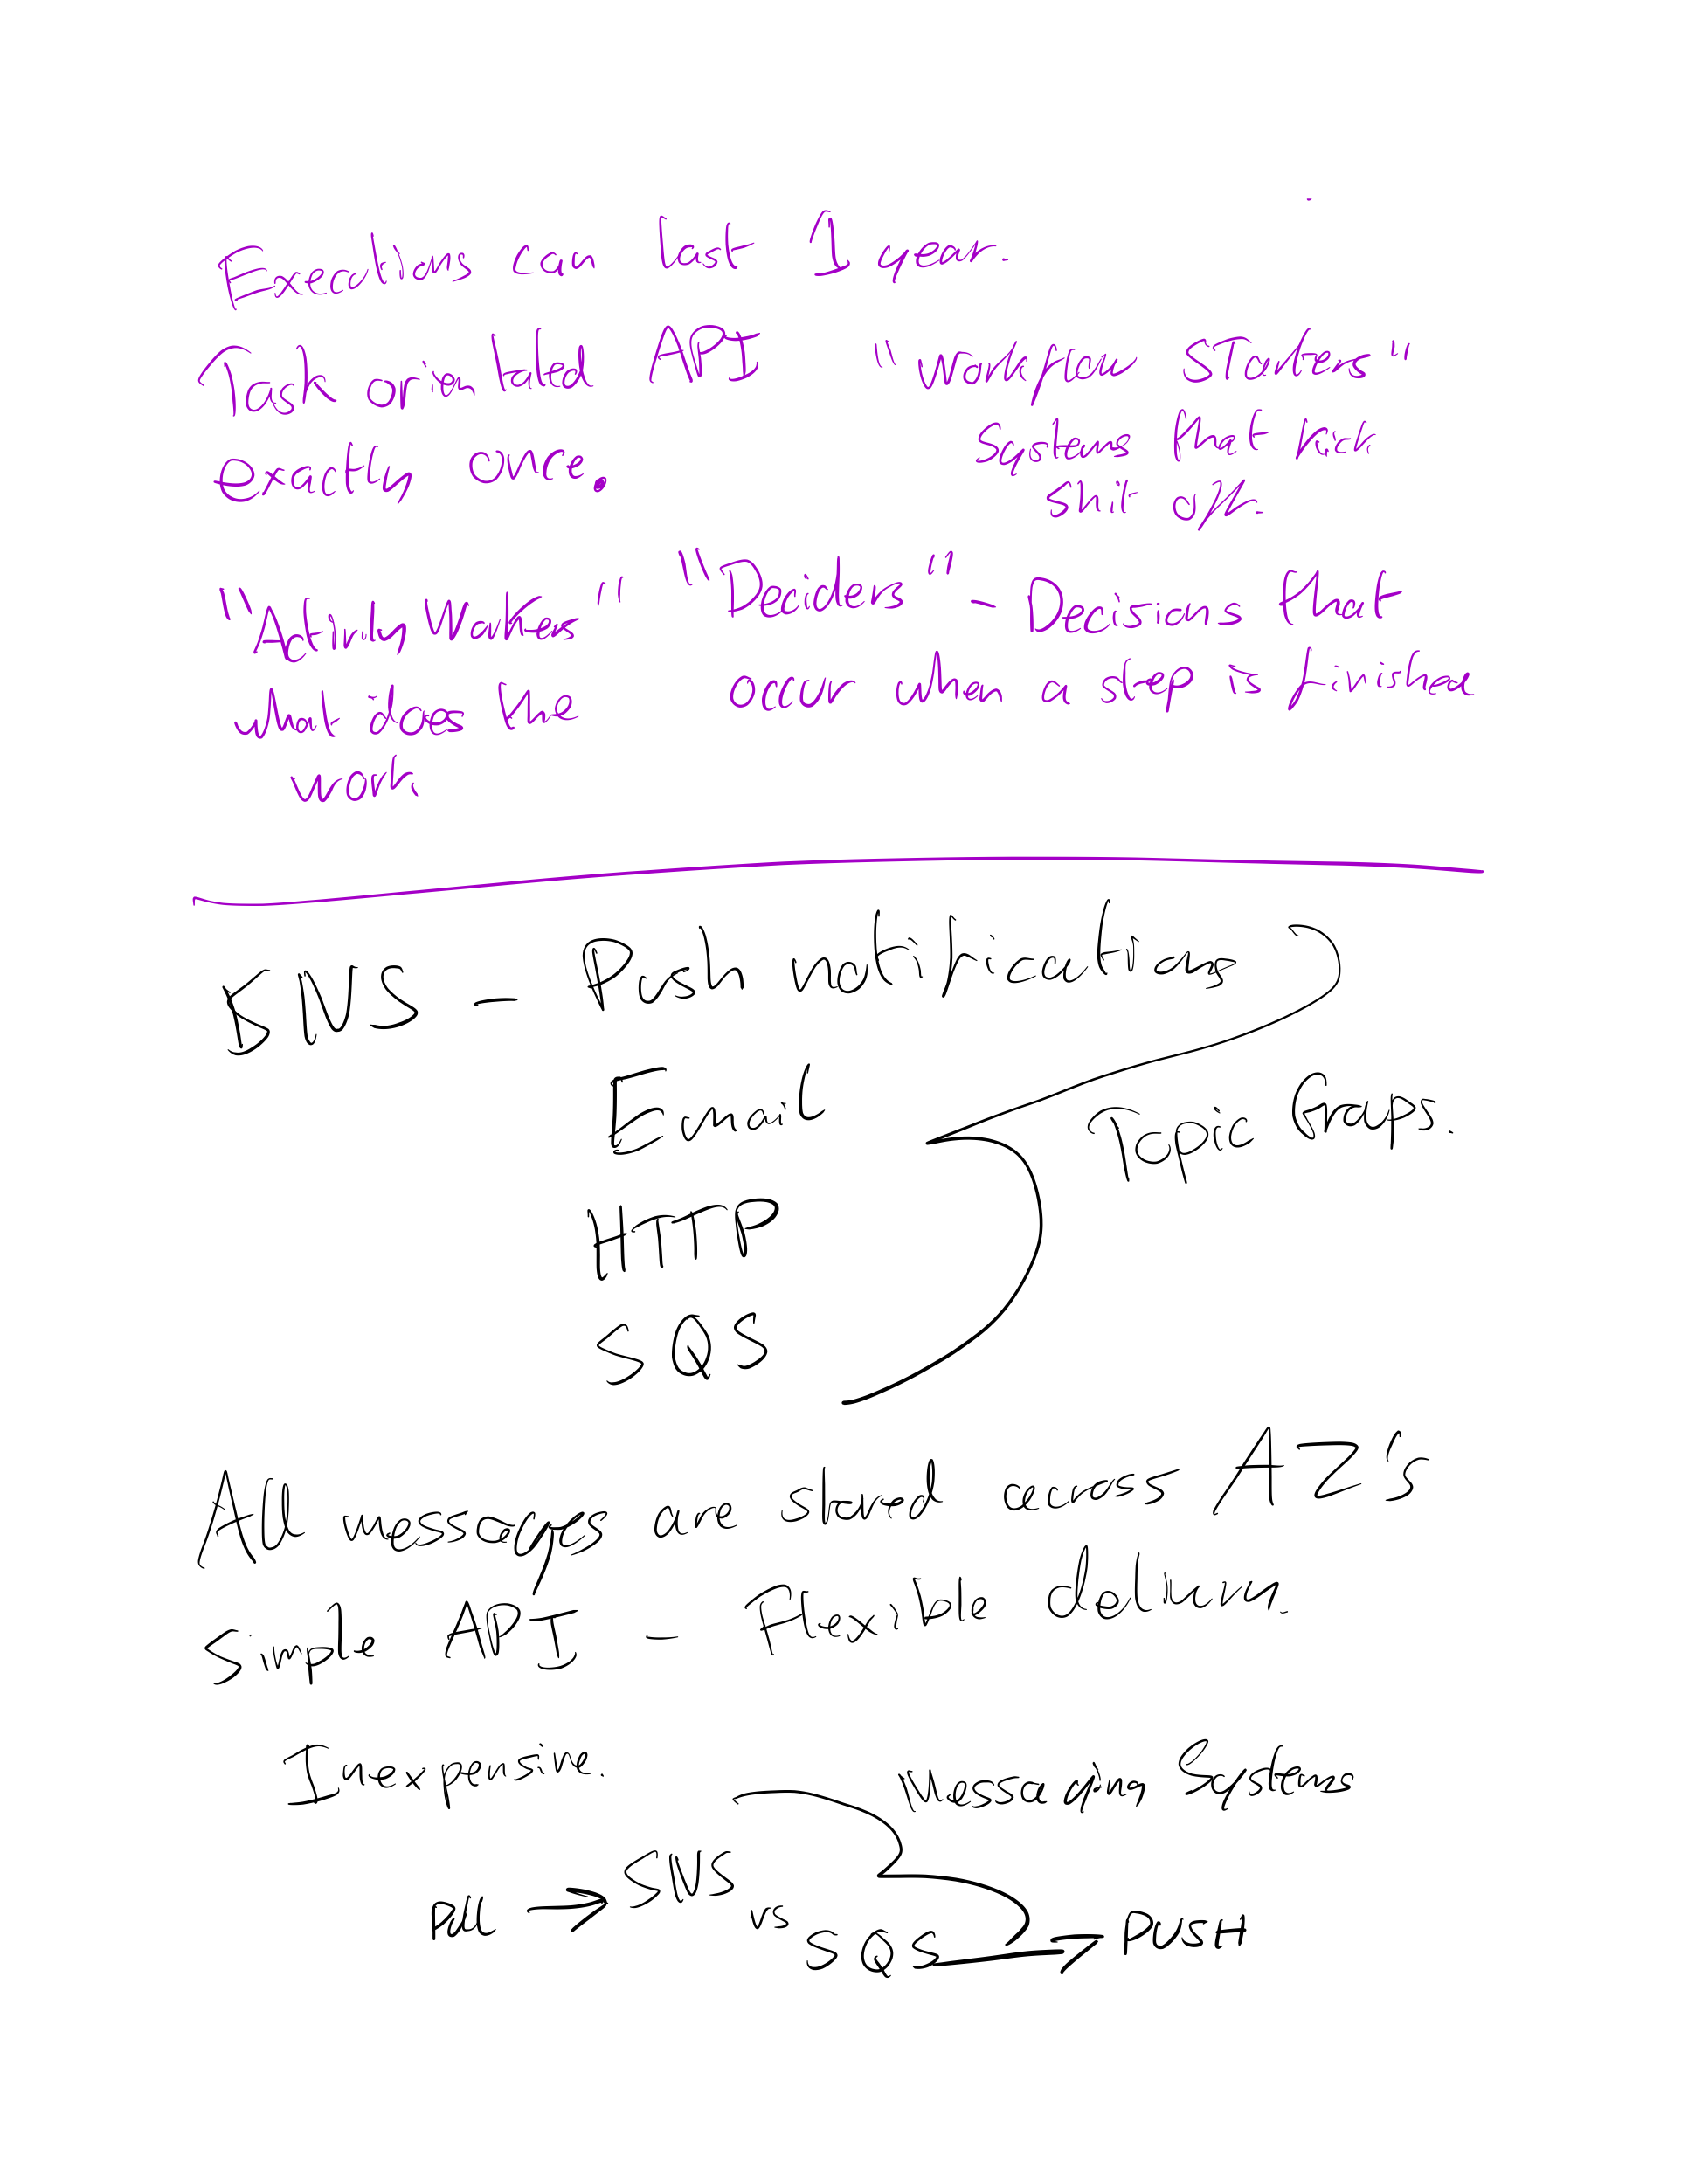 Executions can last 1 year.
Task orientated API
exactly once.
"Workflow Starters"
Systems that kick
shit off.
"Activity Workers"
what does the
work.
"Deciders" - Decisions that
occur when a step is finished
SNS - Push notifications
Email
HTTP
SQS
Topic Groups.
All messages are stored across AZ's
Simple API - Flexible delivery.
Inexpensive.
Messaging Systems
Pull → SNS
vs
SQS → PUSH